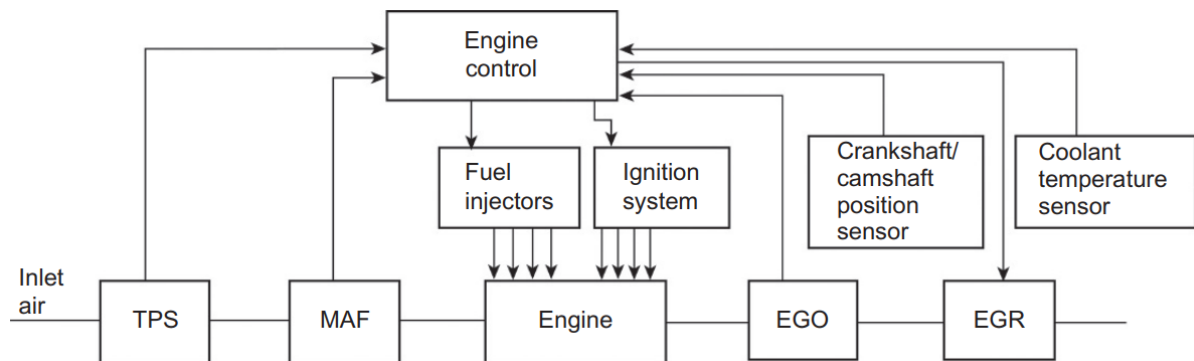 Engine
control
Fuel
injectors
Ignition
system
Crankshaft/
camshaft
position
sensor
Coolant
temperature
sensor
Inlet
air
TPS
MAF
Engine
EGO
EGR